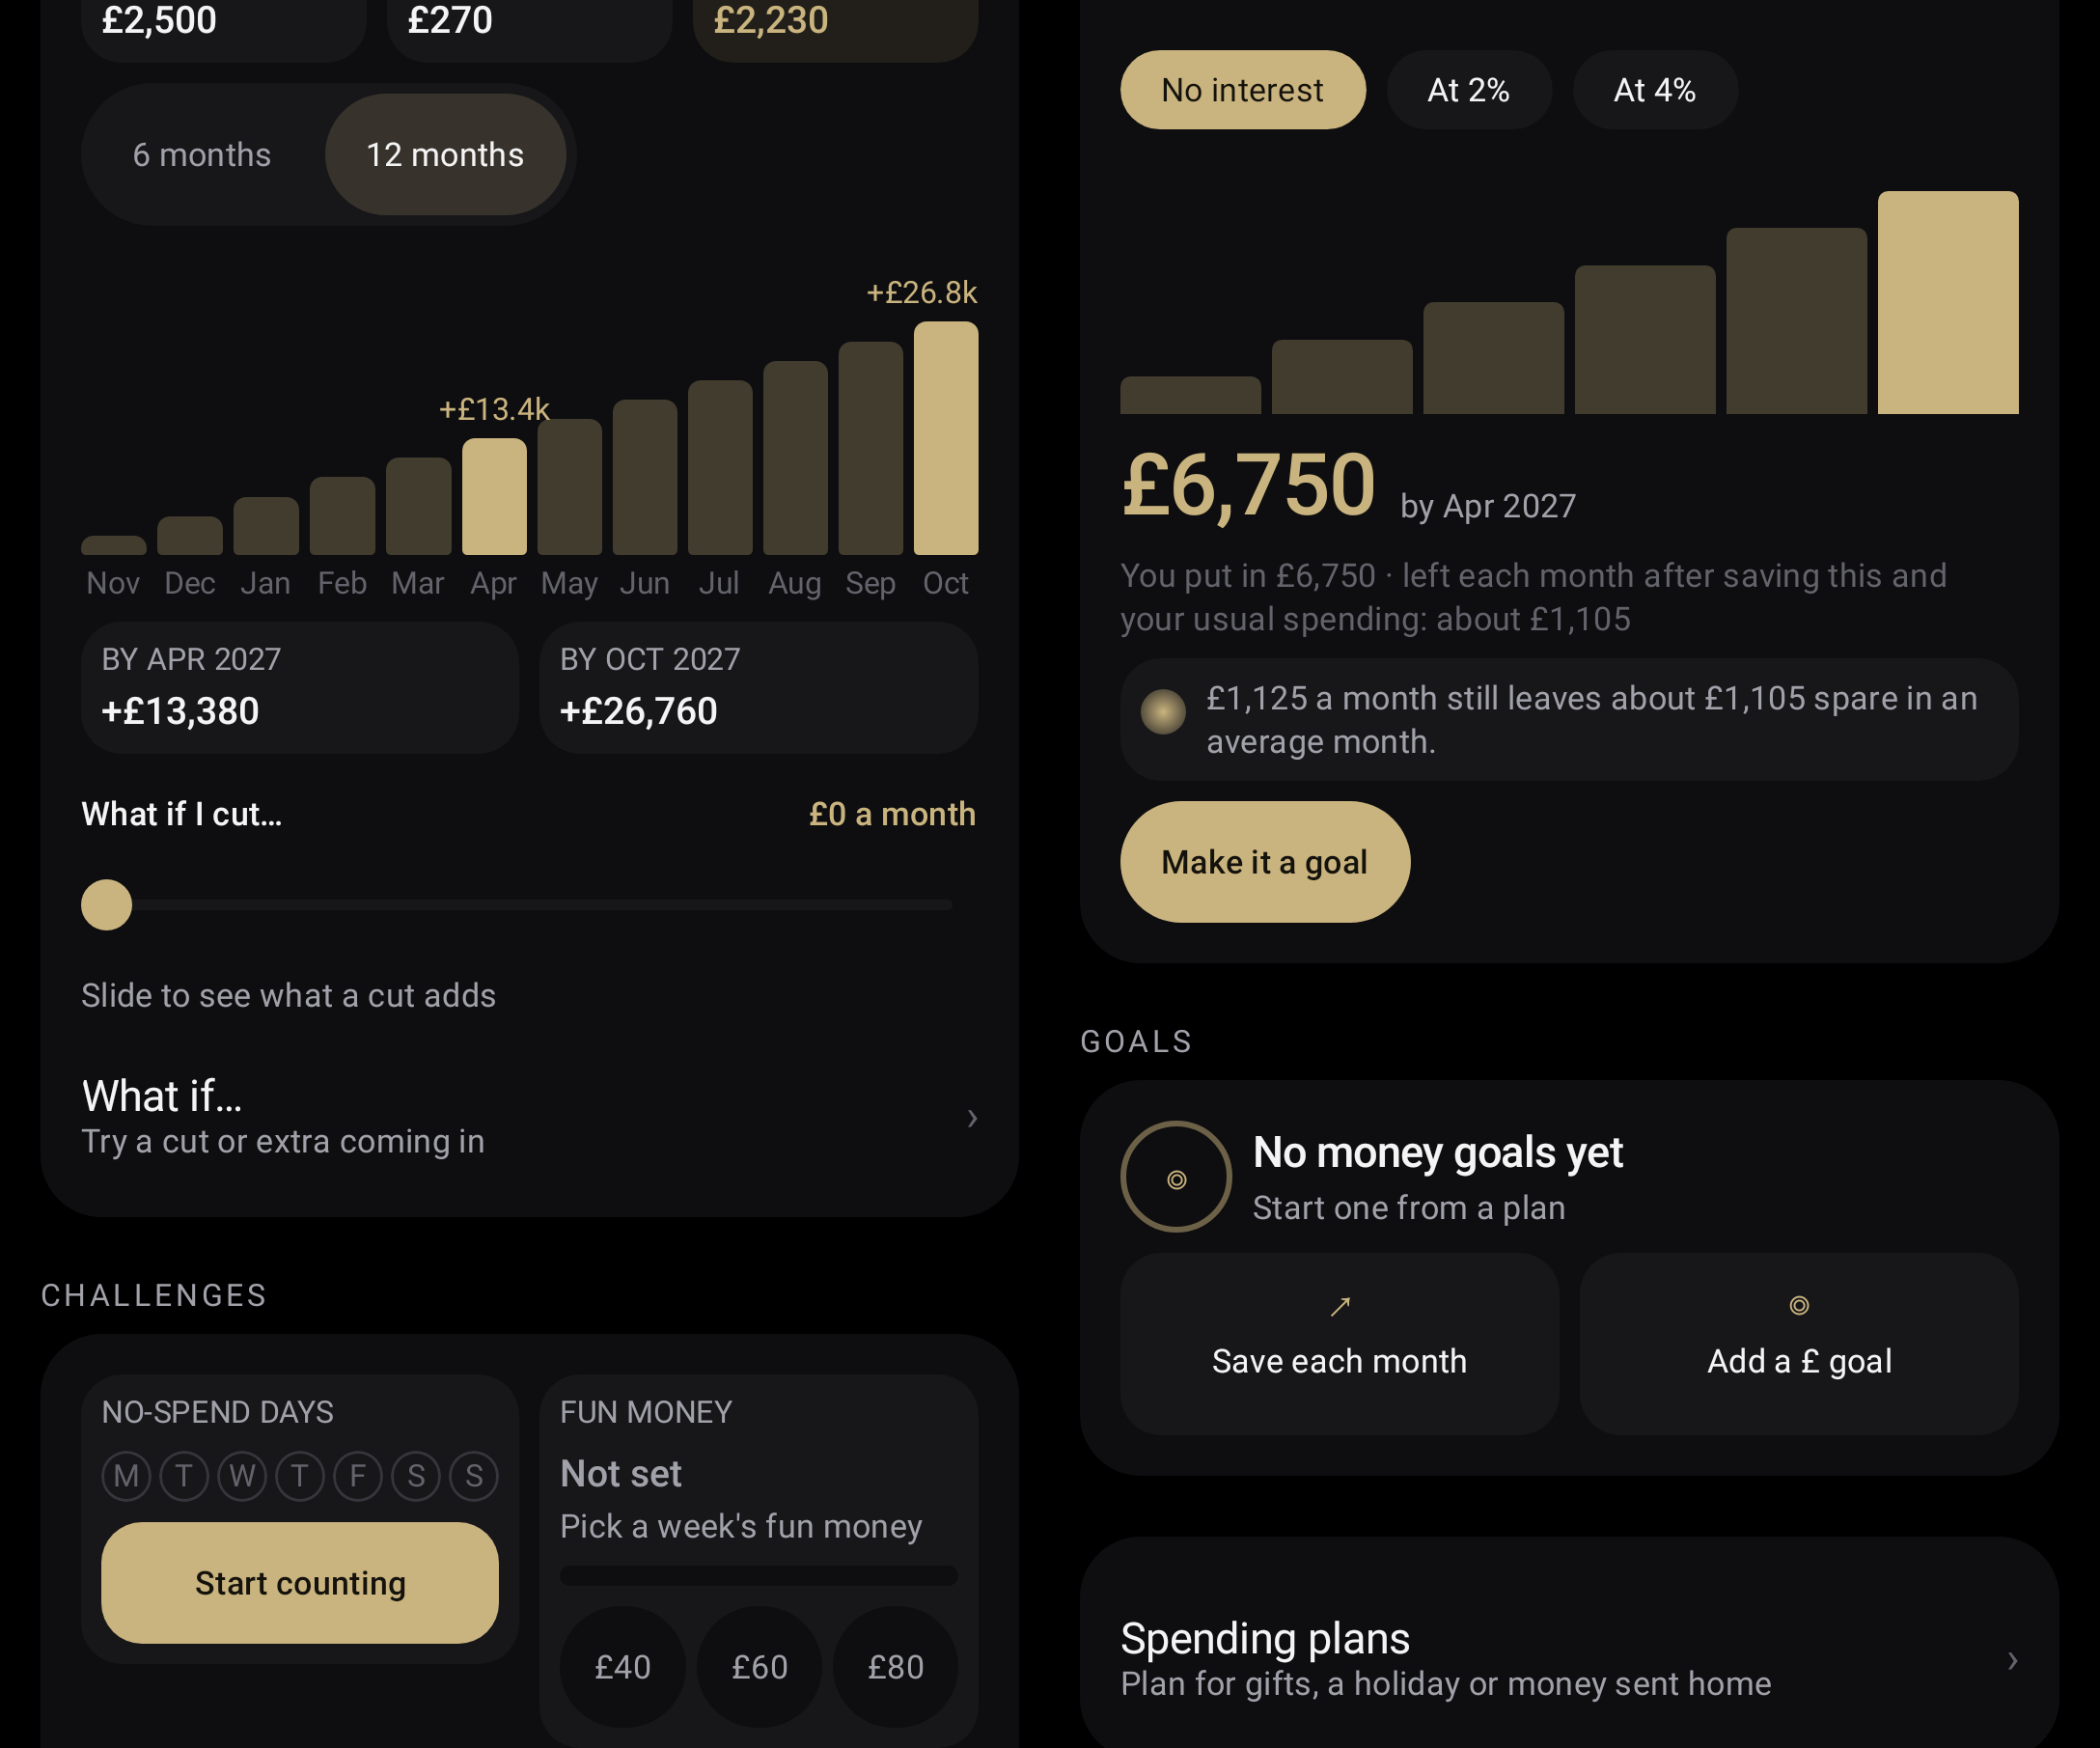 £2,500
£270
£2,230
6 months
12 months
+£26.8k
+£13.4k
Nov Dec Jan Feb Mar Apr May Jun Jul Aug Sep Oct
BY APR 2027
+£13,380
BY OCT 2027
+£26,760
What if I cut…
£0 a month
Slide to see what a cut adds
What if…
Try a cut or extra coming in
›
CHALLENGES
NO-SPEND DAYS
M T W T F S S
Start counting
FUN MONEY
Not set
Pick a week's fun money
£40
£60
£80
No interest
At 2%
At 4%
£6,750 by Apr 2027
You put in £6,750 · left each month after saving this and
your usual spending: about £1,105
£1,125 a month still leaves about £1,105 spare in an
average month.
Make it a goal
GOALS
No money goals yet
Start one from a plan
Save each month
Add a £ goal
Spending plans
Plan for gifts, a holiday or money sent home
›